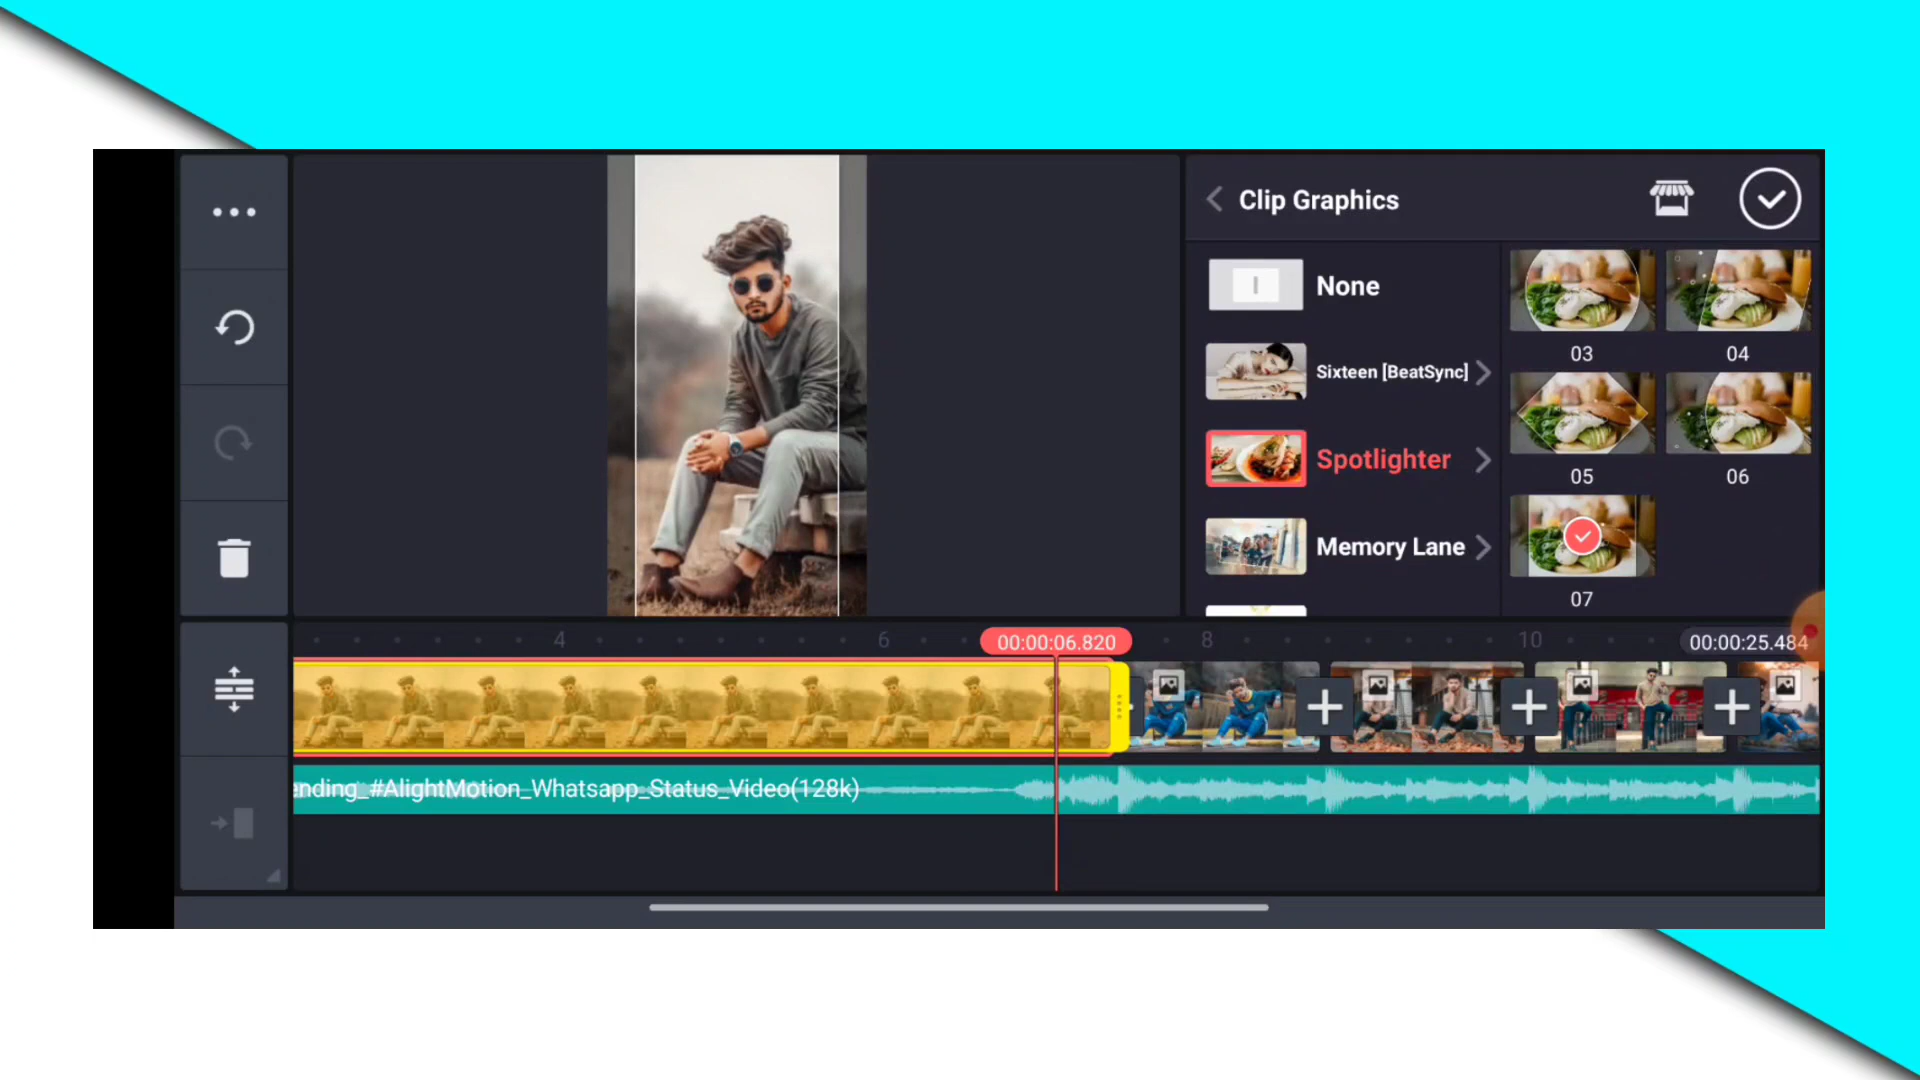 Clip Graphics
None
Sixteen [BeatSync]
Spotlighter
Memory Lane
03
04
05
06
07
4
6
00:00:06.820
8
10
00:00:25.484
ending_#AlightMotion_Whatsapp_Status_Video(128k)